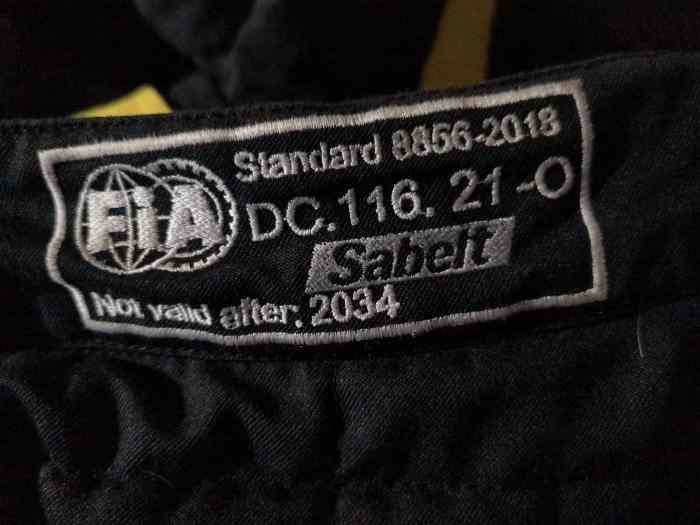 Standard 8856-2018
FiA
DC.116. 21-O
Sabelt
Not valid after: 2034